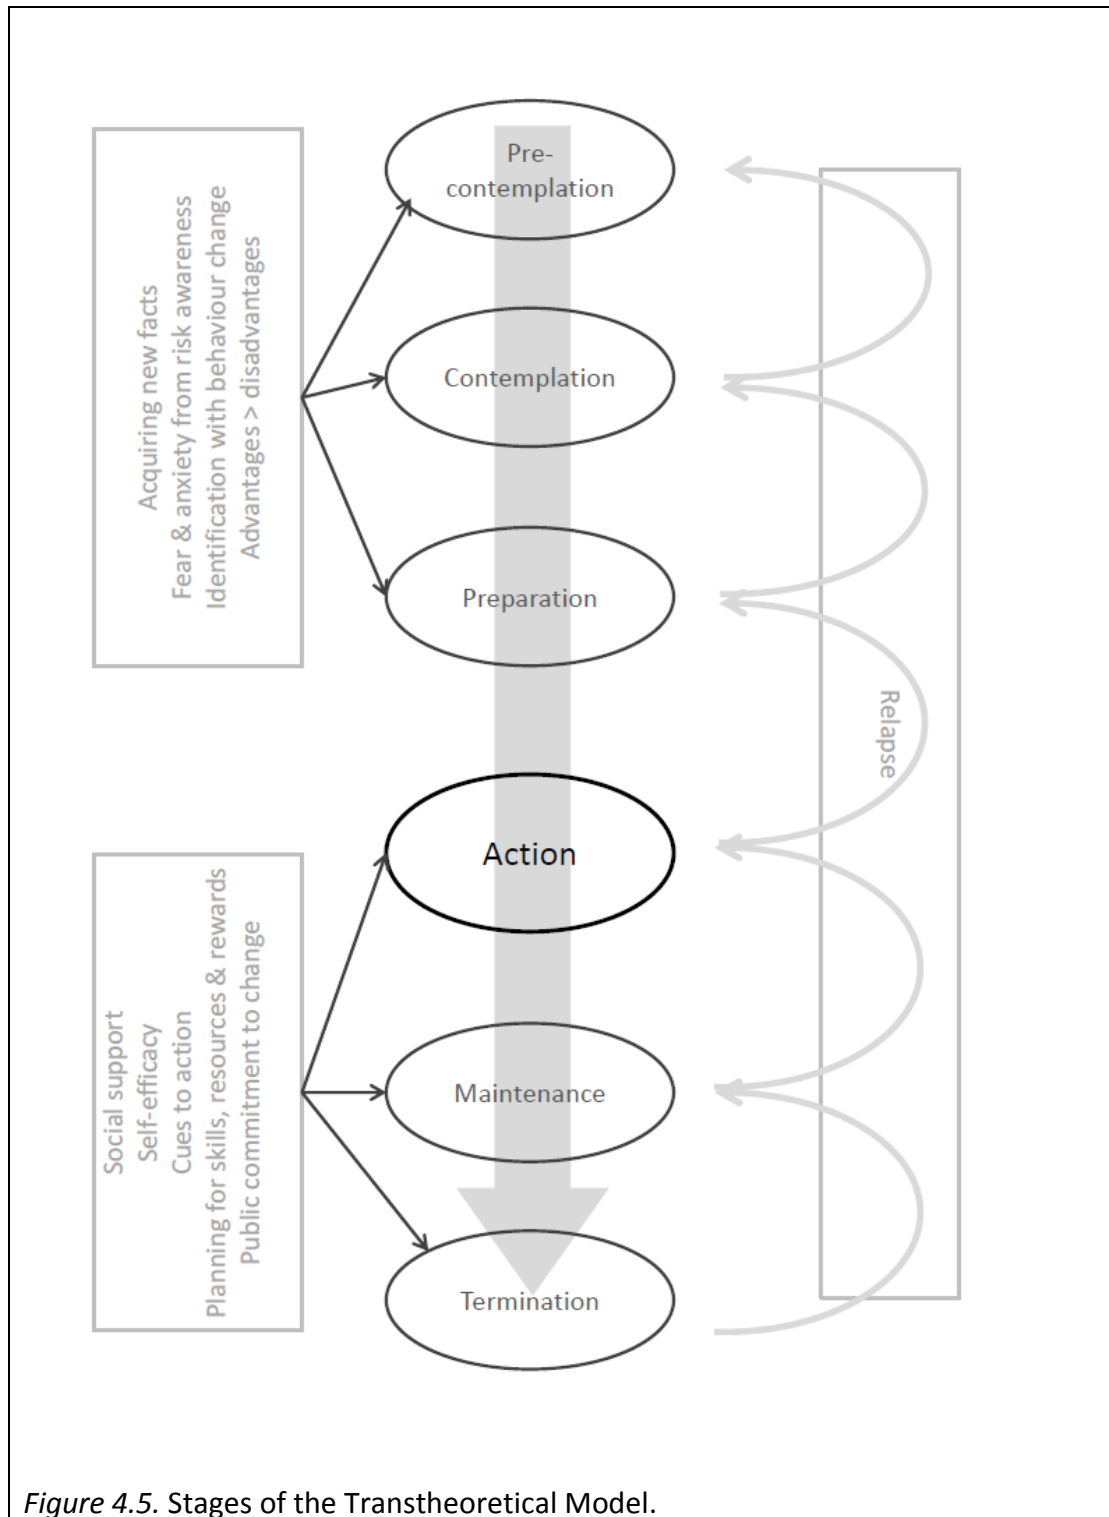 Acquiring new facts
Fear & anxiety from risk awareness
Identification with behaviour change
Advantages > disadvantages
Pre-
contemplation
Contemplation
Preparation
Action
Maintenance
Termination
Social support
Self-efficacy
Cues to action
Planning for skills, resources & rewards
Public commitment to change
Relapse
Figure 4.5. Stages of the Transtheoretical Model.